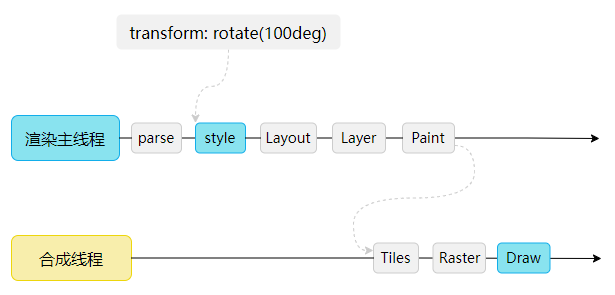 transform: rotate(100deg)
渲染主线程
parse
style
Layout
Layer
Paint
合成线程
Tiles
Raster
Draw